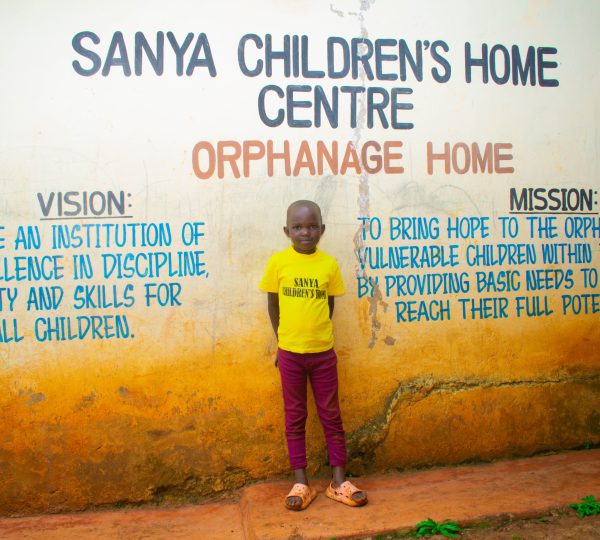 SANYA CHILDREN'S HOME
CENTRE
ORPHANAGE HOME
VISION:
E AN INSTITUTION OF
LLENCE IN DISCIPLINE,
TY AND SKILLS FOR
ALL CHILDREN.
MISSION:
TO BRING HOPE TO THE ORPH
VULNERABLE CHILDREN WITHIN
BY PROVIDING BASIC NEEDS TO
REACH THEIR FULL POTE
SANYA
CHILDREN'S HOME